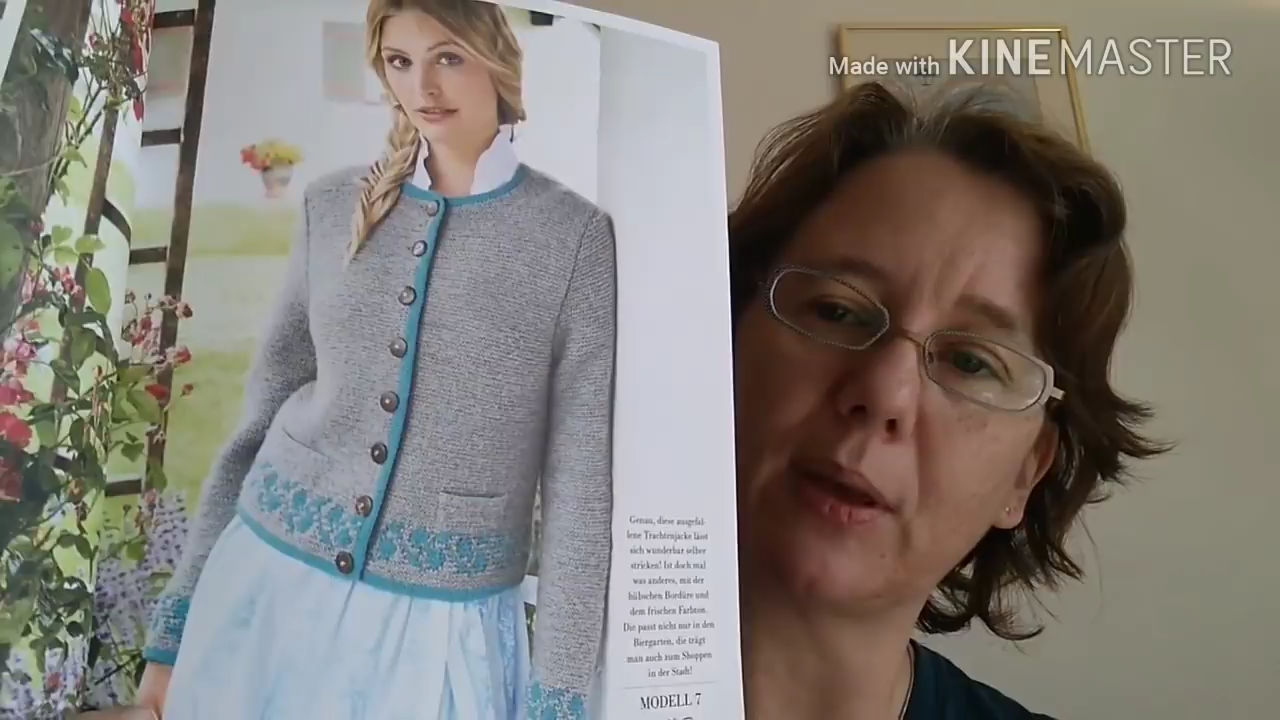 Made with KINEMASTER
Genau, diese ausgefal-
lene Trachtenjacke lässt
sich wunderbar selber
stricken! Ist doch mal
was anderes, mit der
hübschen Bordüre und
dem frischen Farbton.
Die passt nicht nur in den
Biergarten, die trägt
man auch zum Shoppen
in der Stadt!
MODELL 7